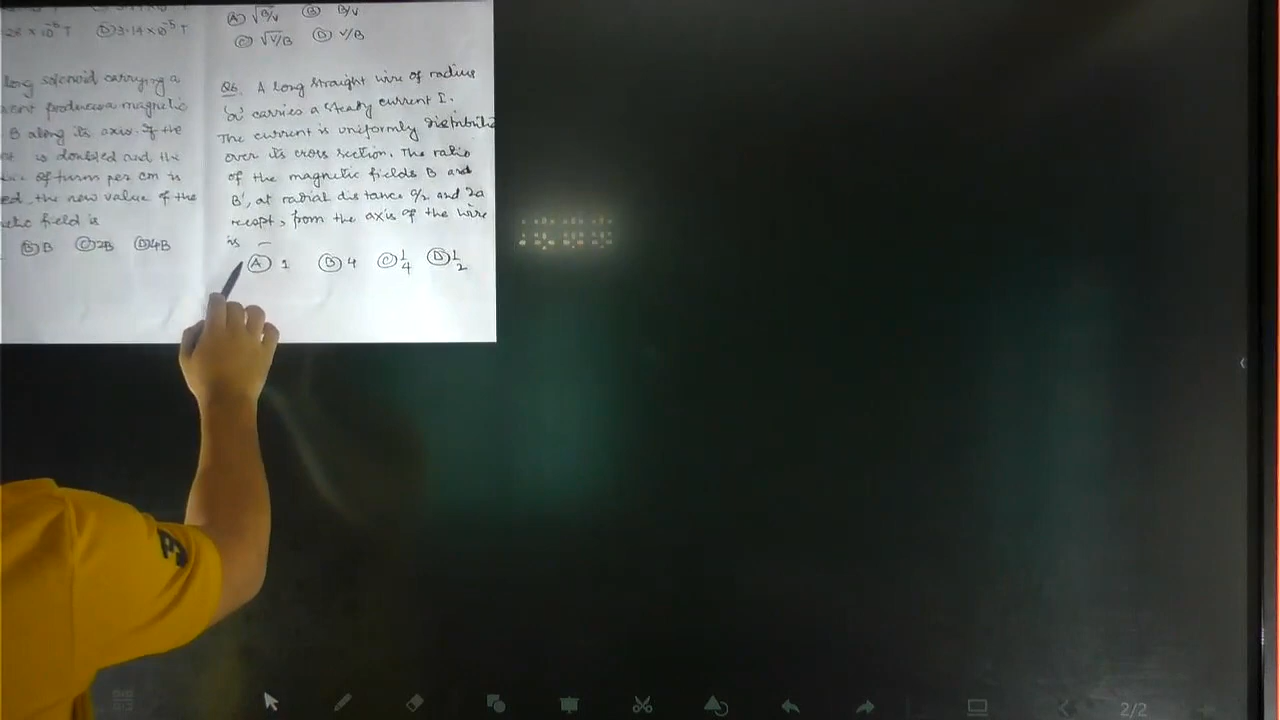 28 × 10⁻⁶ T (D) 3.14 × 10⁻⁵ T
long solenoid carrying a
produces a magnetic
B along its axis. If the
is doubled and the
of turns per cm is
the new value of the
field is
(B) B (C) 2B (D) 4B
(A) √B/v (B) B/v
(C) √v/B (D) v/B
Q6. A long straight wire of radius
'a' carries a steady current I.
The current is uniformly
over its cross section. The ratio
of the magnetic fields B and
B', at radial distance a/2 and 2a
respt, from the axis of the wire
is
(A) 1 (B) 4 (C) 1/4 (D) 1/2
2/2